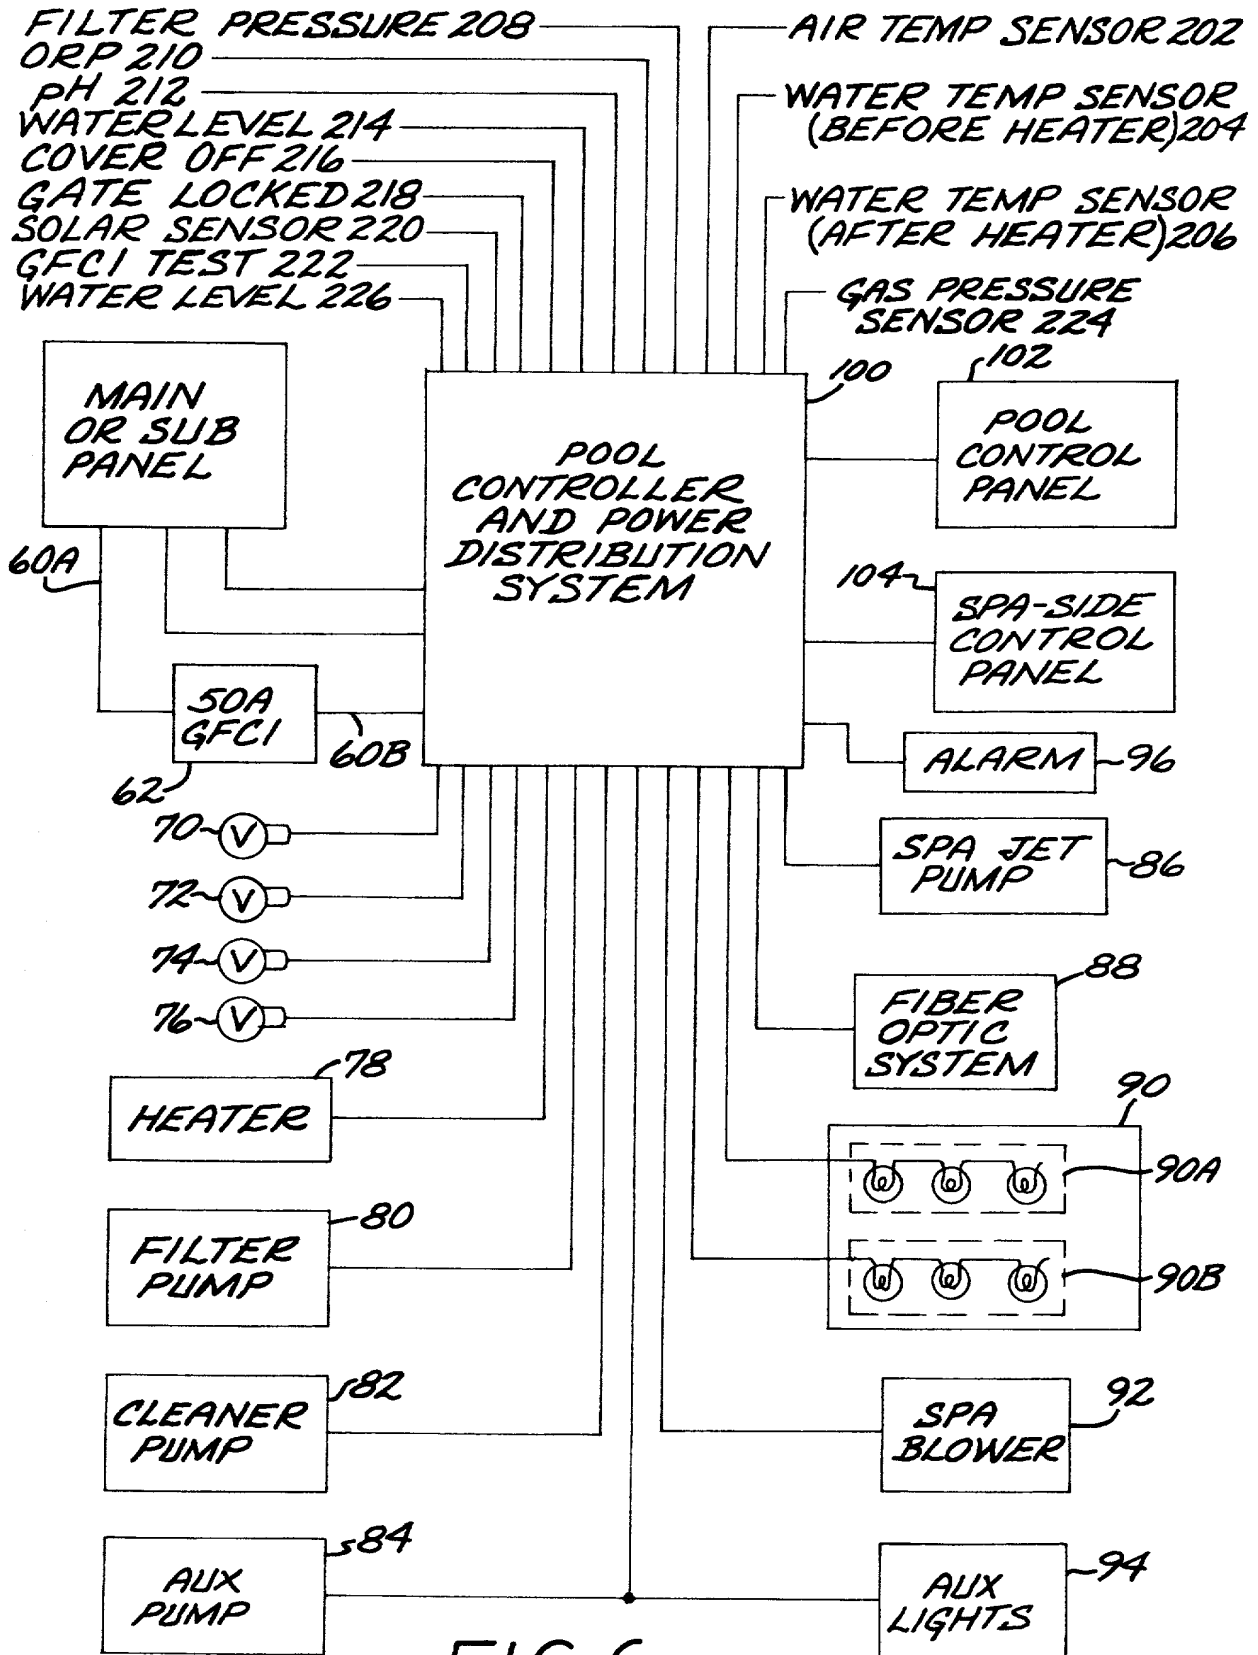 FILTER PRESSURE 208
ORP 210
pH 212
WATER LEVEL 214
COVER OFF 216
GATE LOCKED 218
SOLAR SENSOR 220
GFCI TEST 222
WATER LEVEL 226
AIR TEMP SENSOR 202
WATER TEMP SENSOR
(BEFORE HEATER) 204
WATER TEMP SENSOR
(AFTER HEATER) 206
GAS PRESSURE
SENSOR 224
MAIN
OR SUB
PANEL
100
POOL
CONTROLLER
AND POWER
DISTRIBUTION
SYSTEM
102
POOL
CONTROL
PANEL
60A
104
SPA-SIDE
CONTROL
PANEL
50A
GFCI
60B
62
ALARM
96
70
V
72
V
74
V
76
V
SPA JET
PUMP
86
88
FIBER
OPTIC
SYSTEM
78
HEATER
90
90A
90B
80
FILTER
PUMP
82
CLEANER
PUMP
92
SPA
BLOWER
84
AUX
PUMP
94
AUX
LIGHTS
FIG. 6